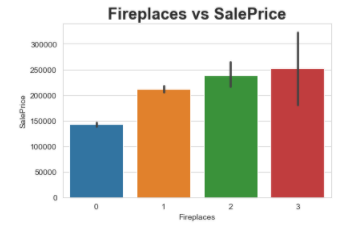 Fireplaces vs SalePrice
300000
250000
200000
150000
100000
50000
0
SalePrice
0 1 2 3
Fireplaces